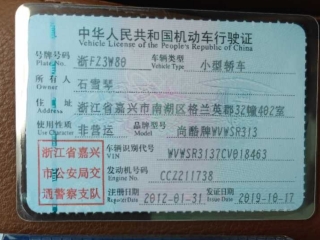 中华人民共和国机动车行驶证
Vehicle License of the People's Republic of China
号牌号码 Plate No. 浙FZ3W80 车辆类型 Vehicle Type 小型轿车
所有人 Owner 石雪琴
住址 Address 浙江省嘉兴市南湖区格兰英郡32幢402室
使用性质 Use Character 非营运 品牌型号 Model 尚酷牌WVWSR313
浙江省嘉兴 车辆识别代号 VIN WVWSR3137CV018463
市公安局交 发动机号码 Engine No. CCZ211738
通警察支队 注册日期 Register Date 2012-01-31 发证日期 Issue Date 2019-10-17